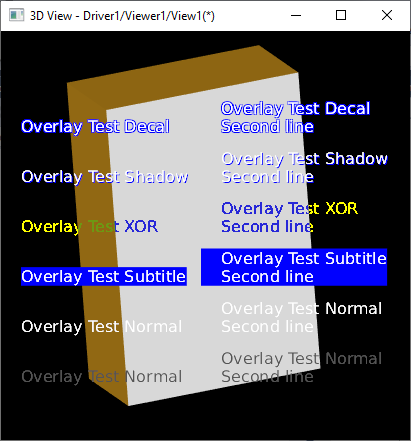 3D View - Driver1/Viewer1/View1(*)
Overlay Test Decal
Overlay Test Decal
Second line
Overlay Test Shadow
Overlay Test Shadow
Second line
Overlay Test XOR
Overlay Test XOR
Second line
Overlay Test Subtitle
Overlay Test Subtitle
Second line
Overlay Test Normal
Overlay Test Normal
Second line
Overlay Test Normal
Overlay Test Normal
Second line